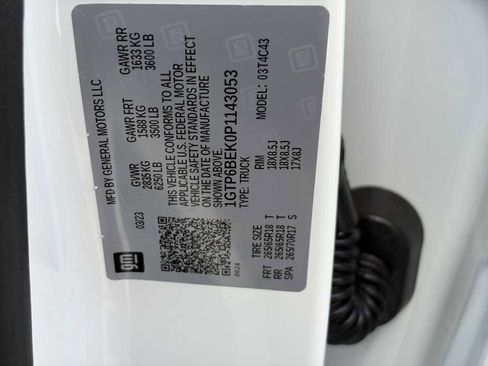 MFD BY GENERAL MOTORS LLC
GVWR GAWR FRT GAWR RR
2835 KG 1588 KG 1633 KG
6250 LB 3500 LB 3600 LB
03/23
THIS VEHICLE CONFORMS TO ALL
APPLICABLE U.S. FEDERAL MOTOR
VEHICLE SAFETY STANDARDS IN EFFECT
ON THE DATE OF MANUFACTURE
SHOWN ABOVE.
1GTP6BEK0P1143053
TYPE: TRUCK MODEL: 03T4C43
TIRE SIZE RIM
FRT 265/65R18 T 18X8.5J
RR 265/65R18 T 18X8.5J
SPA 265/70R17 S 17X8J
gm